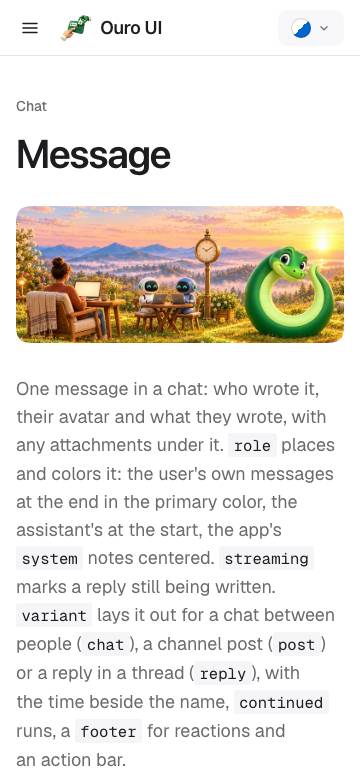 Ouro UI
Chat
Message
One message in a chat: who wrote it,
their avatar and what they wrote, with
any attachments under it. role places
and colors it: the user's own messages
at the end in the primary color, the
assistant's at the start, the app's
system notes centered. streaming
marks a reply still being written.
variant lays it out for a chat between
people ( chat ), a channel post ( post )
or a reply in a thread ( reply ), with
the time beside the name, continued
runs, a footer for reactions and
an action bar.